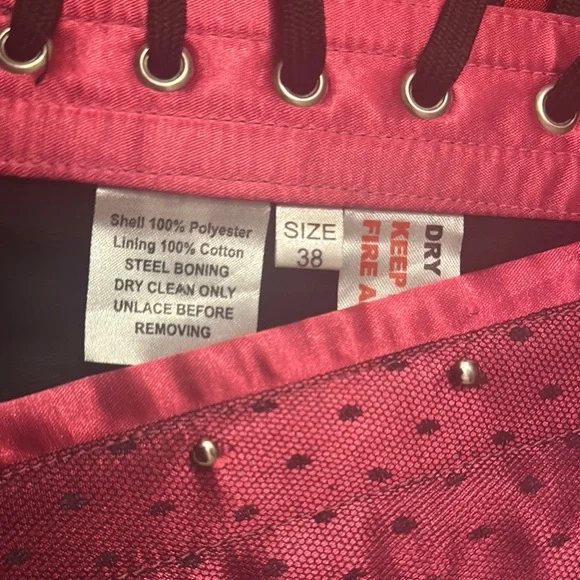 Shell 100% Polyester
Lining 100% Cotton
STEEL BONING
DRY CLEAN ONLY
UNLACE BEFORE
REMOVING
SIZE
38
DRY
KEEP
FIRE